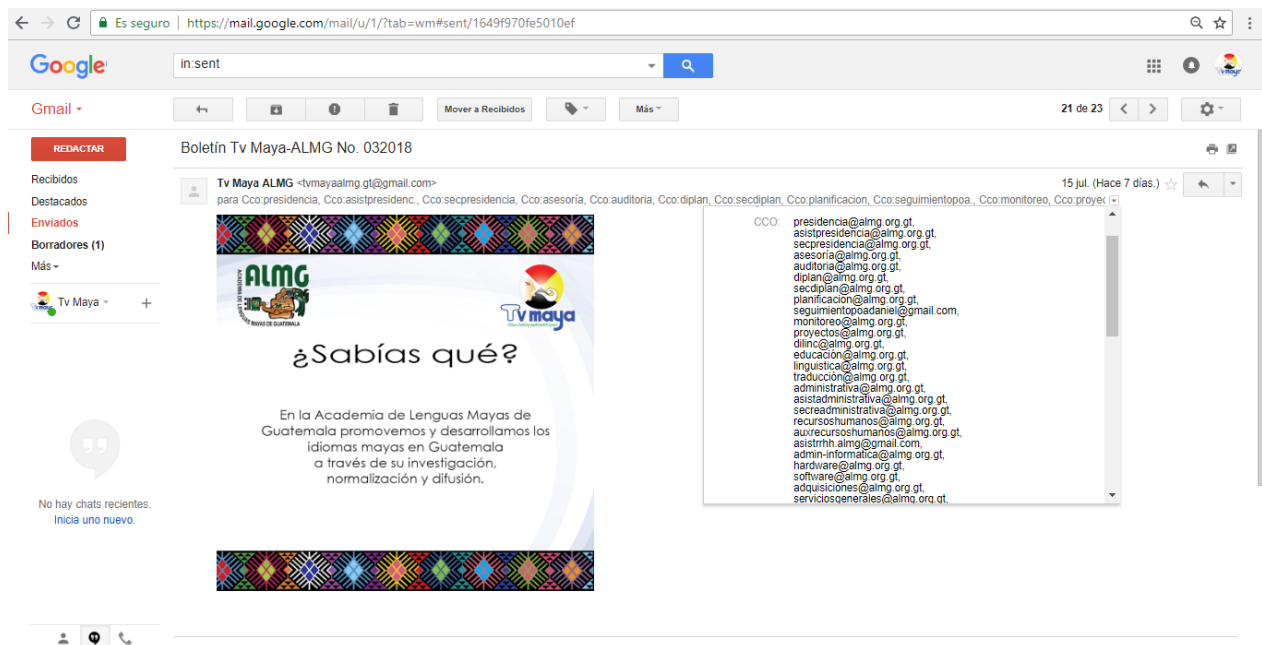 Es seguro | https://mail.google.com/mail/u/1/?tab=wm#sent/1649f970fe5010ef
Google
in:sent
Gmail
Mover a Recibidos
Más
21 de 23
REDACTAR
Boletín Tv Maya-ALMG No. 032018
Recibidos
Destacados
Enviados
Borradores (1)
Más
Tv Maya
No hay chats recientes.
Inicia uno nuevo.
Tv Maya ALMG <tvmayaalmg.gt@gmail.com>
15 jul. (Hace 7 días.)
para Cco:presidencia, Cco:asistpresidenc., Cco:secpresidencia, Cco:asesoría, Cco:auditoria, Cco:diplan, Cco:secdiplan, Cco:planificacion, Cco:seguimientopoa., Cco:monitoreo, Cco:proyec
ALMG
Tv maya
¿Sabías qué?
En la Academia de Lenguas Mayas de
Guatemala promovemos y desarrollamos los
idiomas mayas en Guatemala
a través de su investigación,
normalización y difusión.
CCO: presidencia@almg.org.gt,
asistpresidencia@almg.org.gt,
secpresidencia@almg.org.gt,
asesoría@almg.org.gt,
auditoria@almg.org.gt,
diplan@almg.org.gt,
secdiplan@almg.org.gt,
planificacion@almg.org.gt,
seguimientopoadaniel@gmail.com,
monitoreo@almg.org.gt,
proyectos@almg.org.gt,
dilinc@almg.org.gt,
educación@almg.org.gt,
linguistica@almg.org.gt,
traducción@almg.org.gt,
administrativa@almg.org.gt,
asistadministrativa@almg.org.gt,
secreadministrativa@almg.org.gt,
recursoshumanos@almg.org.gt,
auxrecursoshumanos@almg.org.gt,
asistrrhh.almg@gmail.com,
admin-informatica@almg.org.gt,
hardware@almg.org.gt,
software@almg.org.gt,
adquisiciones@almg.org.gt,
serviciosgenerales@almg.org.gt,